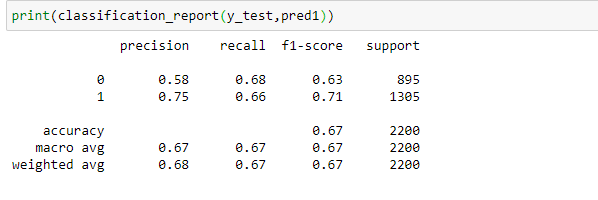 print(classification_report(y_test,pred1))
precision recall f1-score support
0 0.58 0.68 0.63 895
1 0.75 0.66 0.71 1305
accuracy 0.67 2200
macro avg 0.67 0.67 0.67 2200
weighted avg 0.68 0.67 0.67 2200